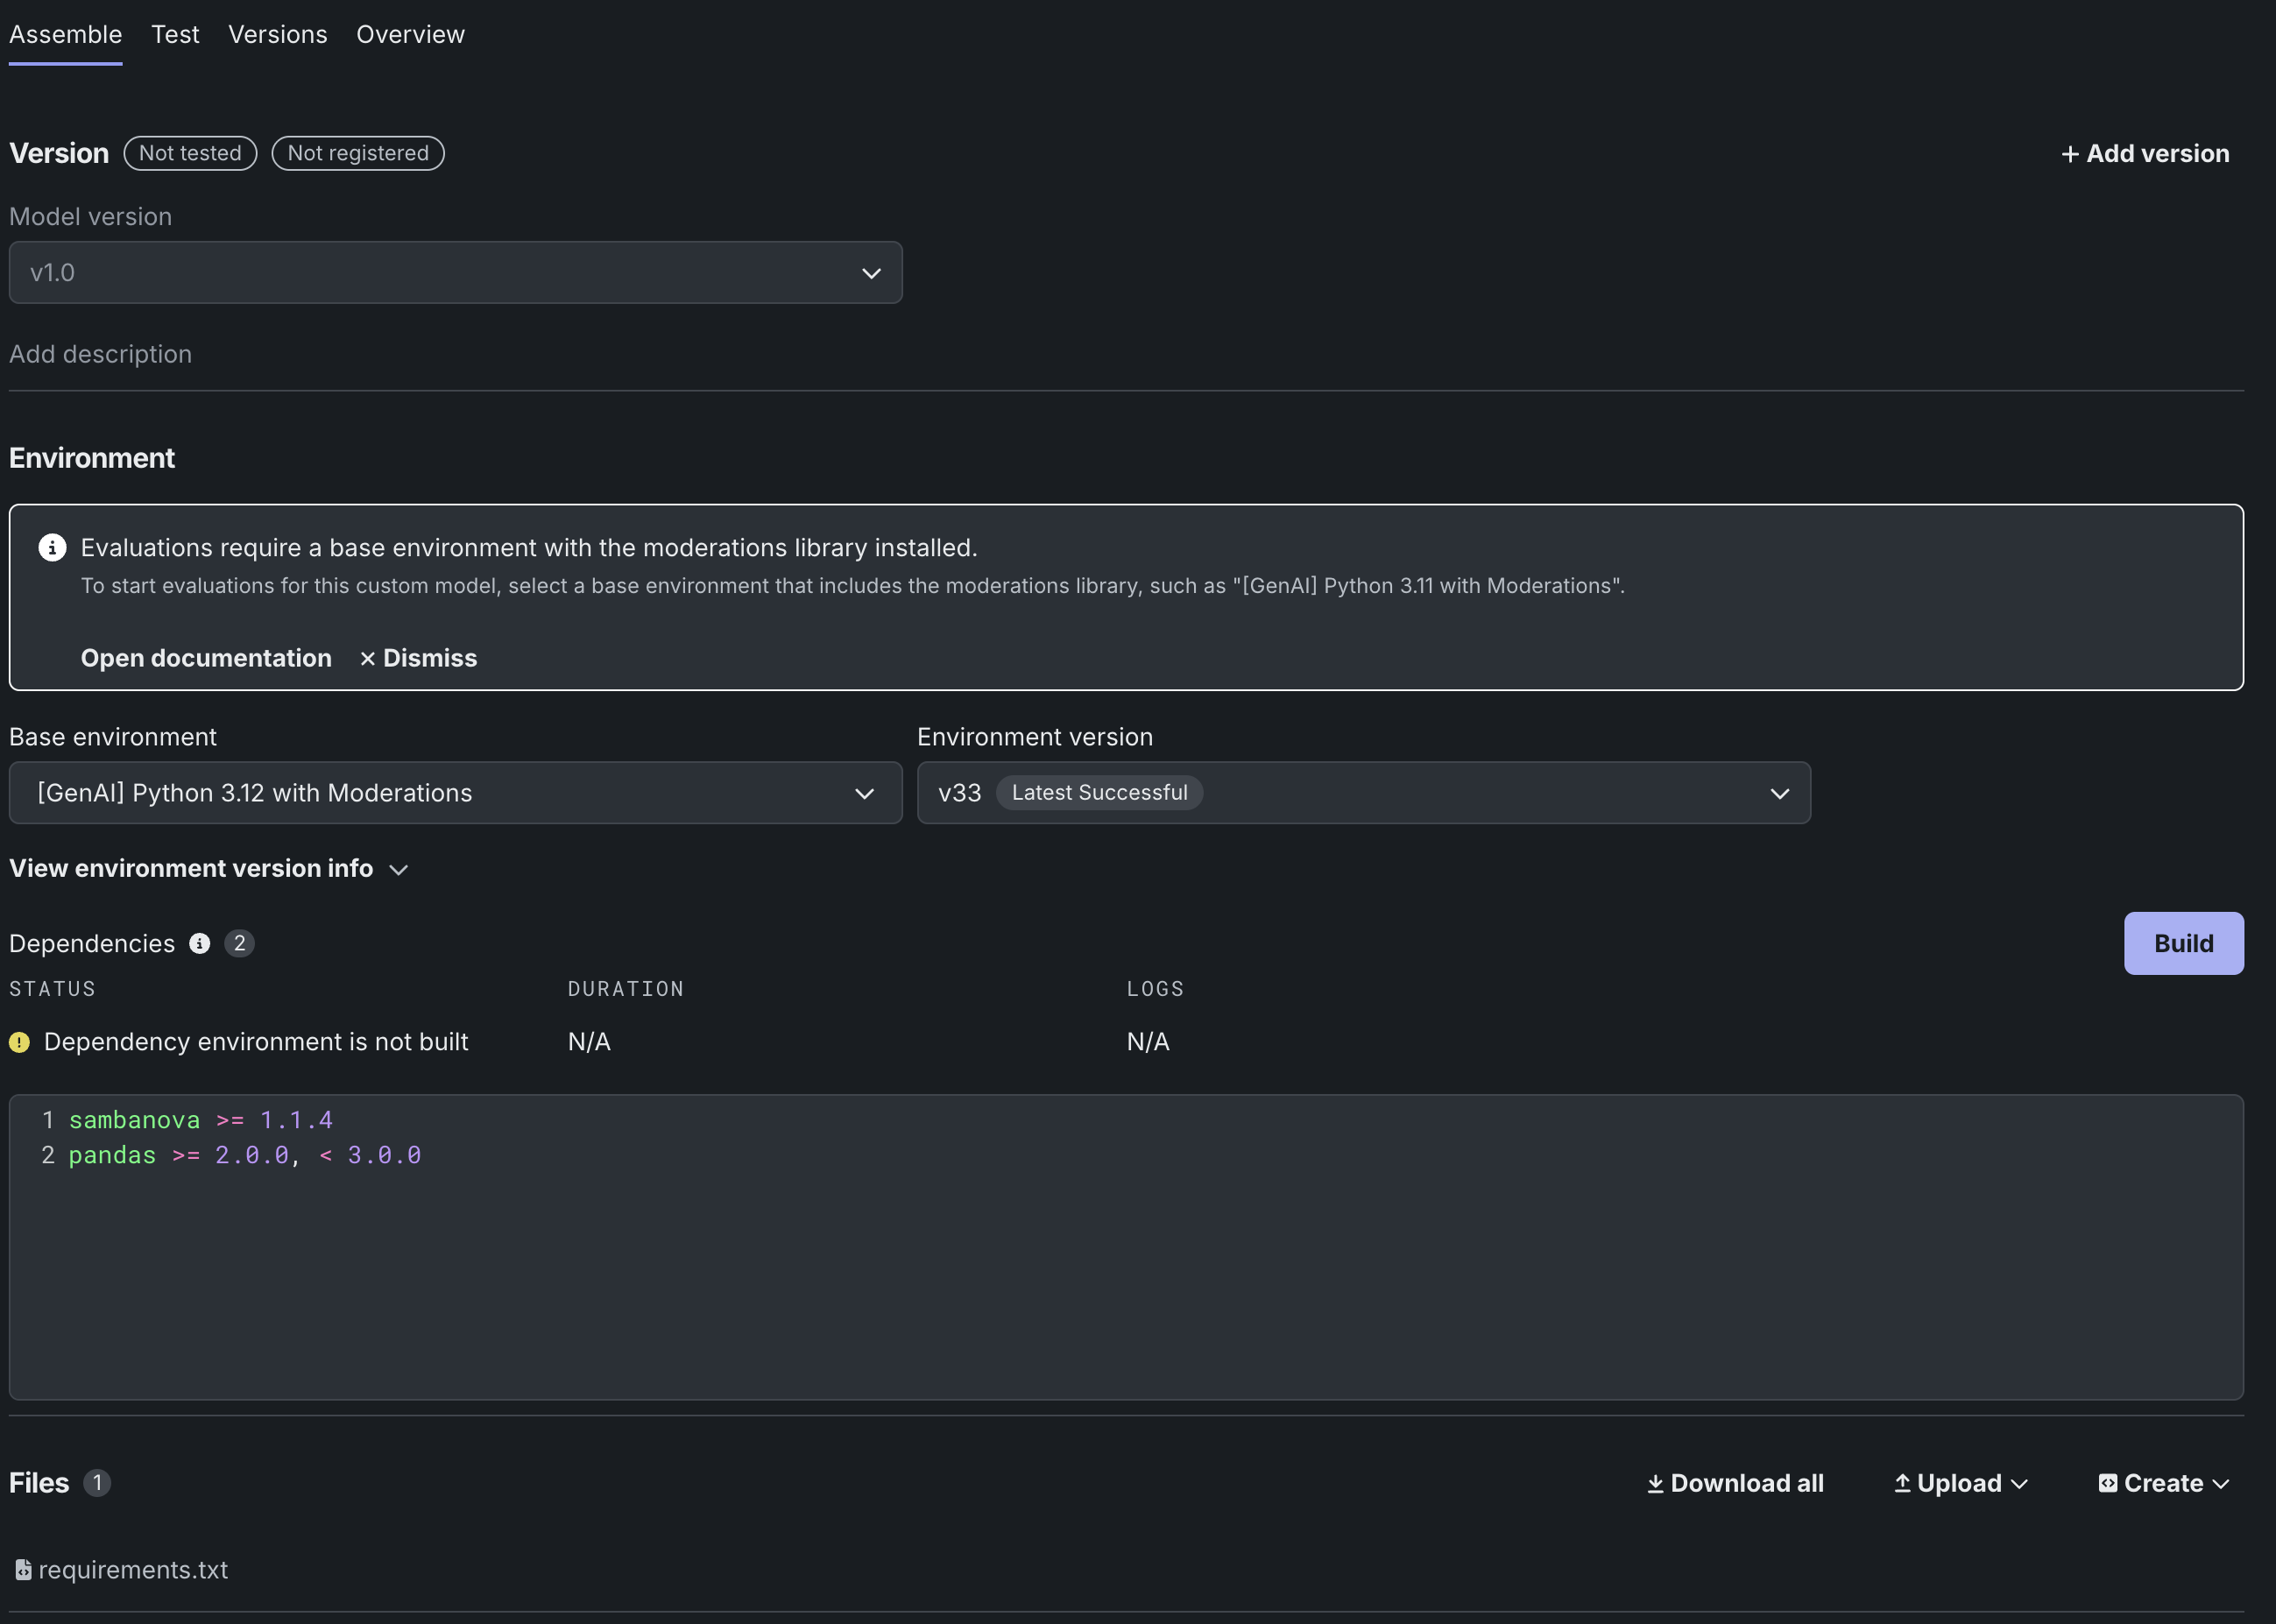 Assemble Test Versions Overview
Version Not tested Not registered + Add version
Model version
v1.0
Add description
Environment
Evaluations require a base environment with the moderations library installed.
To start evaluations for this custom model, select a base environment that includes the moderations library, such as "[GenAI] Python 3.11 with Moderations".
Open documentation × Dismiss
Base environment Environment version
[GenAI] Python 3.12 with Moderations v33 Latest Successful
View environment version info
Dependencies 2 Build
STATUS DURATION LOGS
Dependency environment is not built N/A N/A
1 sambanova >= 1.1.4
2 pandas >= 2.0.0, < 3.0.0
Files 1 Download all Upload Create
requirements.txt